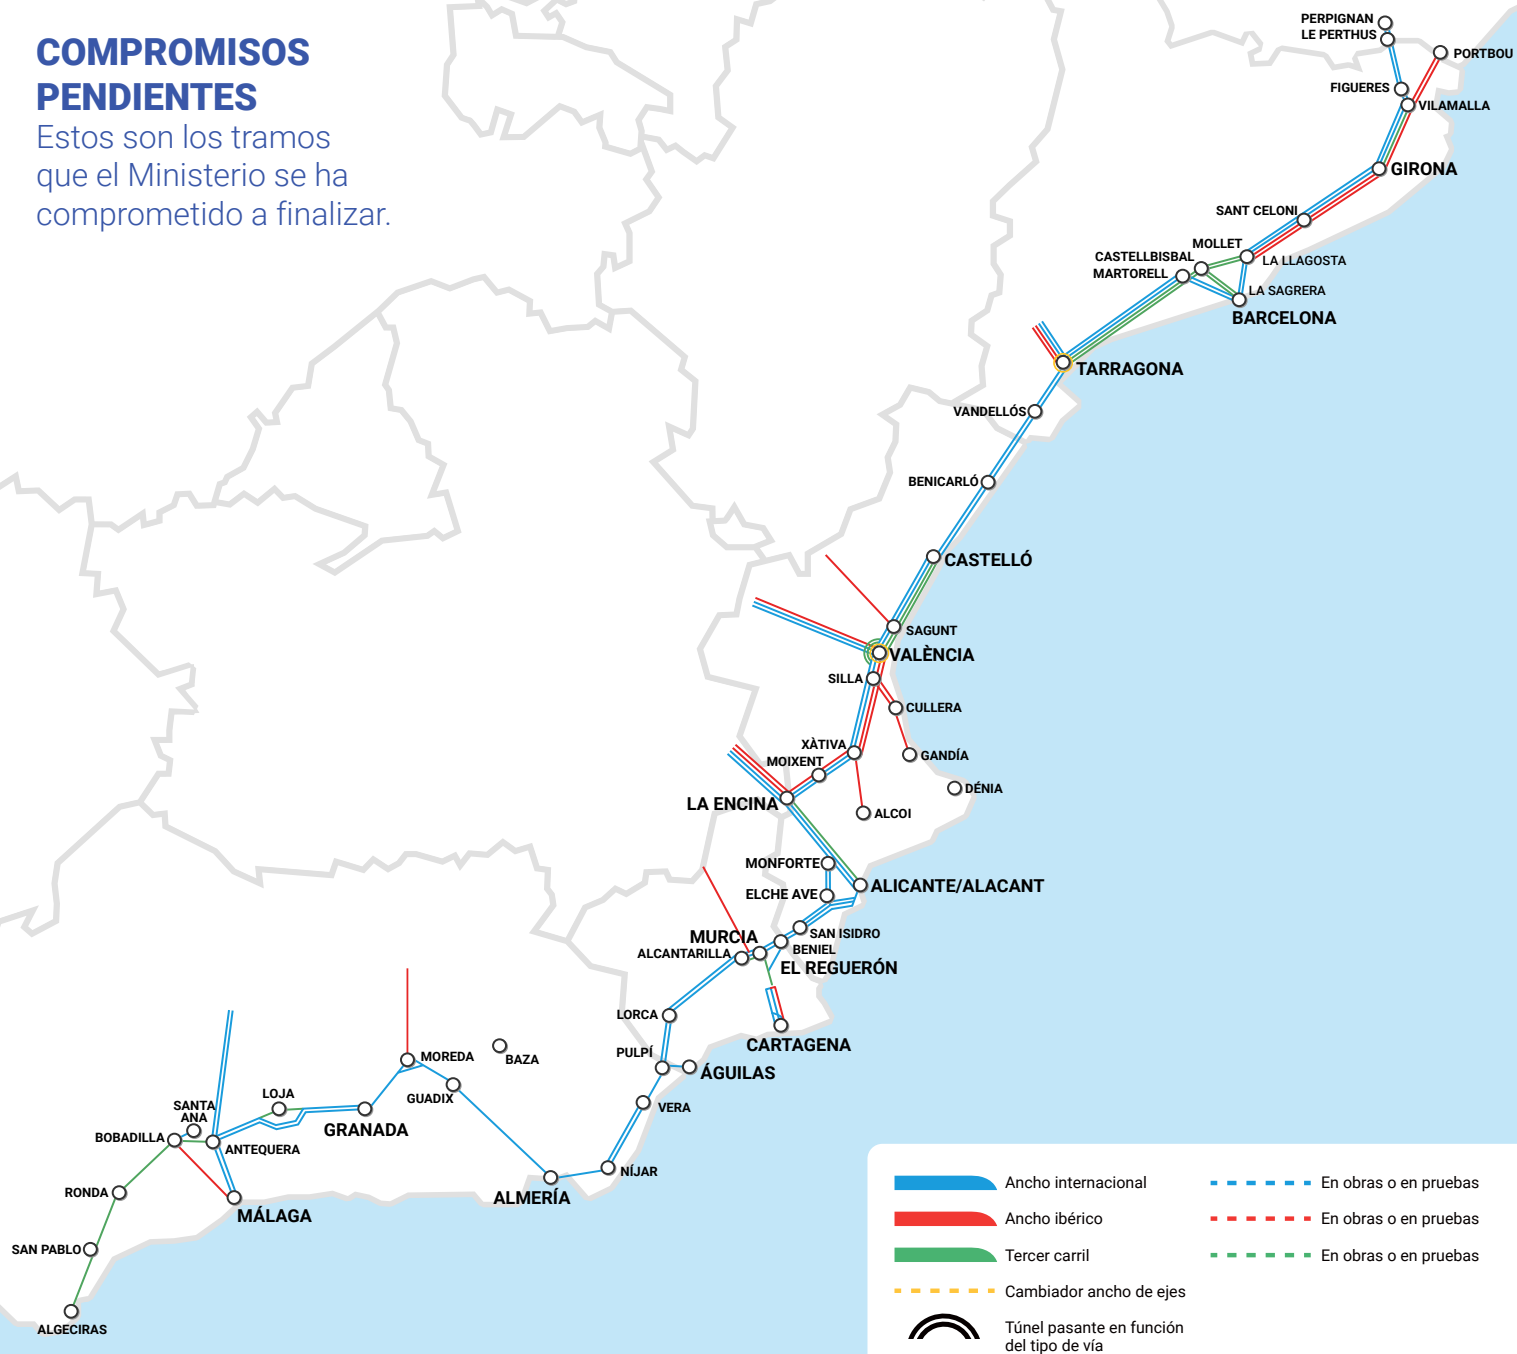 COMPROMISOS
PENDIENTES
Estos son los tramos
que el Ministerio se ha
comprometido a finalizar.
PERPIGNAN
LE PERTHUS
PORTBOU
FIGUERES
VILAMALLA
GIRONA
SANT CELONI
MOLLET
CASTELLBISBAL
LA LLAGOSTA
MARTORELL
LA SAGRERA
BARCELONA
TARRAGONA
VANDELLÓS
BENICARLÓ
CASTELLÓ
SAGUNT
VALÈNCIA
SILLA
CULLERA
XÀTIVA
GANDÍA
MOIXENT
DÉNIA
LA ENCINA
ALCOI
MONFORTE
ALICANTE/ALACANT
ELCHE AVE
SAN ISIDRO
MURCIA
BENIEL
ALCANTARILLA
EL REGUERÓN
LORCA
CARTAGENA
PULPÍ
ÁGUILAS
MOREDA
BAZA
GUADIX
LOJA
VERA
SANTA
ANA
GRANADA
BOBADILLA
ANTEQUERA
NÍJAR
ALMERÍA
RONDA
MÁLAGA
SAN PABLO
ALGECIRAS
Ancho internacional
En obras o en pruebas
Ancho ibérico
En obras o en pruebas
Tercer carril
En obras o en pruebas
Cambiador ancho de ejes
Túnel pasante en función
del tipo de vía